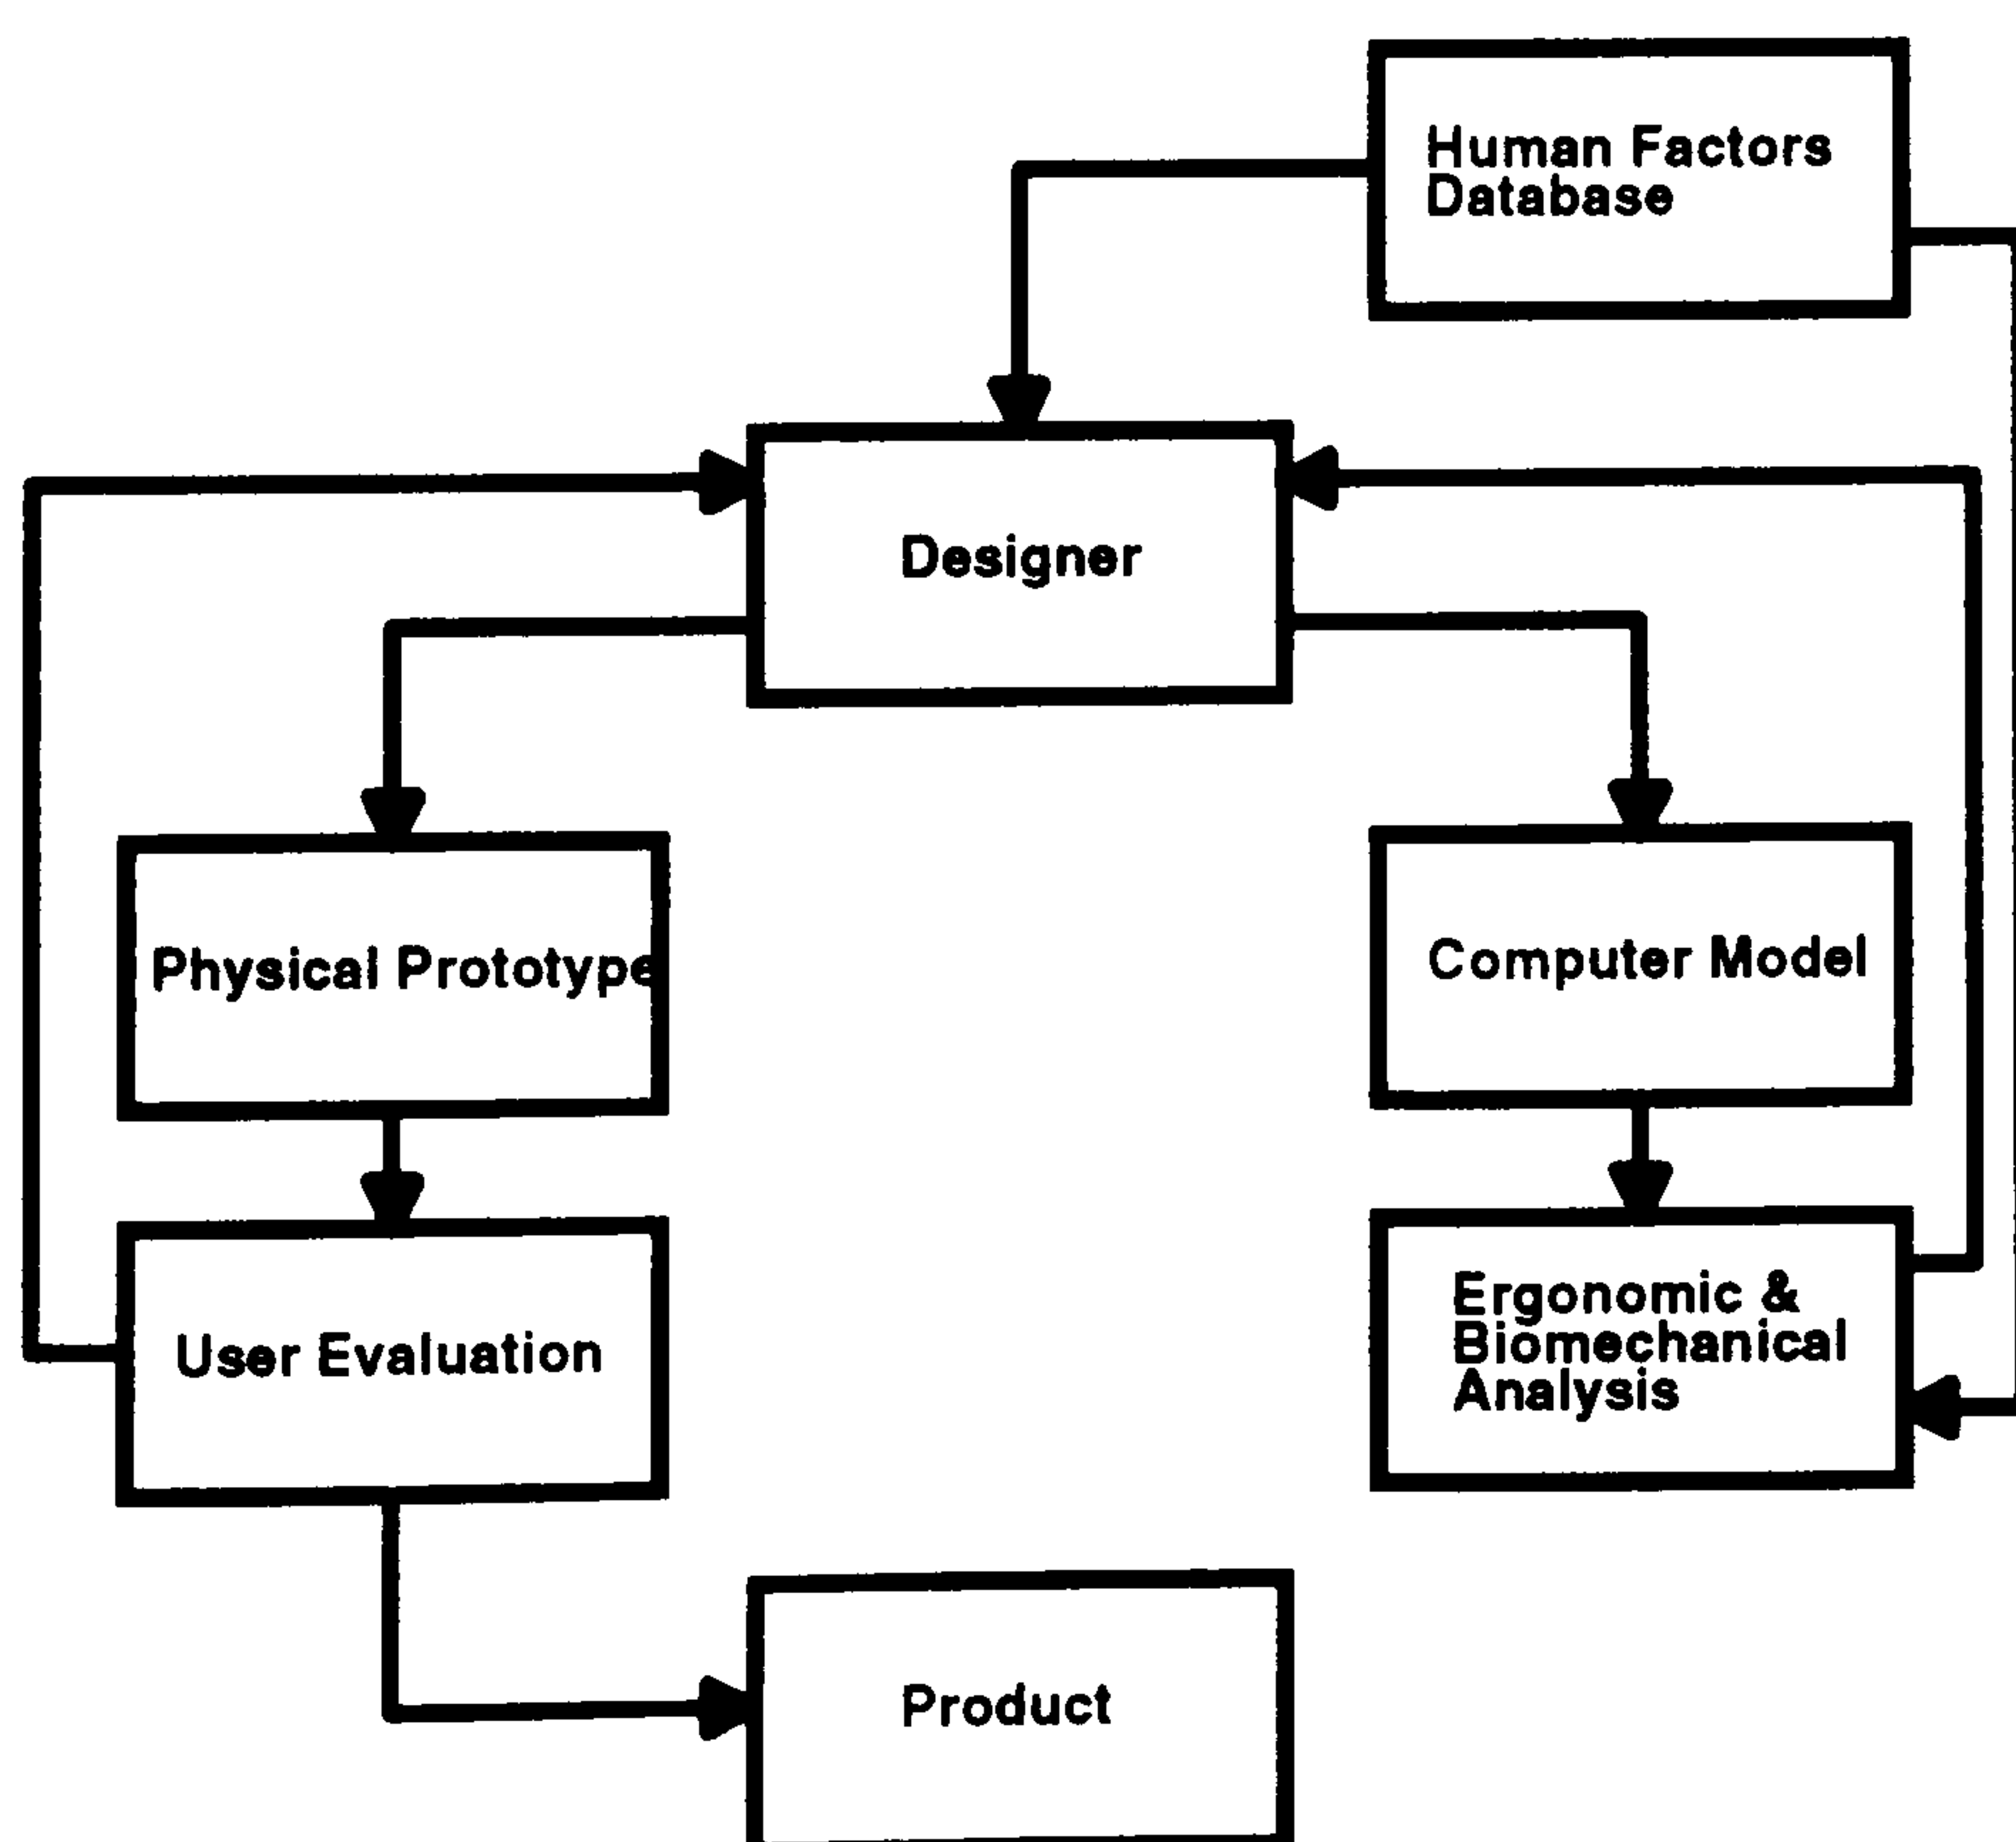 Human Factors
Database
Designer
Physical Prototype
Computer Model
User Evaluation
Ergonomic &
Biomechanical
Analysis
Product